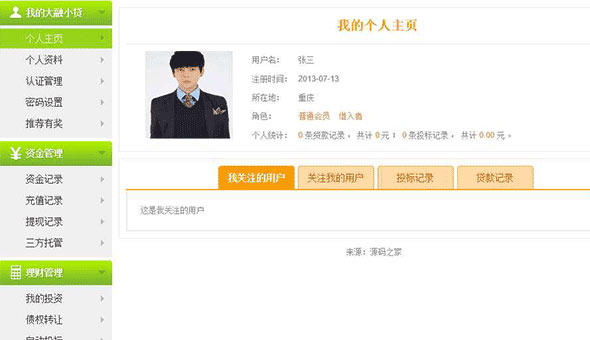 我的大融小贷
个人主页
个人资料
认证管理
密码设置
推荐有奖
资金管理
资金记录
充值记录
提现记录
三方托管
理财管理
我的投资
债权转让
自动投标
我的个人主页
用户名： 张三
注册时间： 2013-07-13
所在地： 重庆
角色： 普通会员 借入者
个人统计： 0 条贷款记录 ，共计 0 元 ； 0 条投标记录 ，共计 0.00 元 。
我关注的用户 关注我的用户 投标记录 贷款记录
这是我关注的用户
来源：源码之家